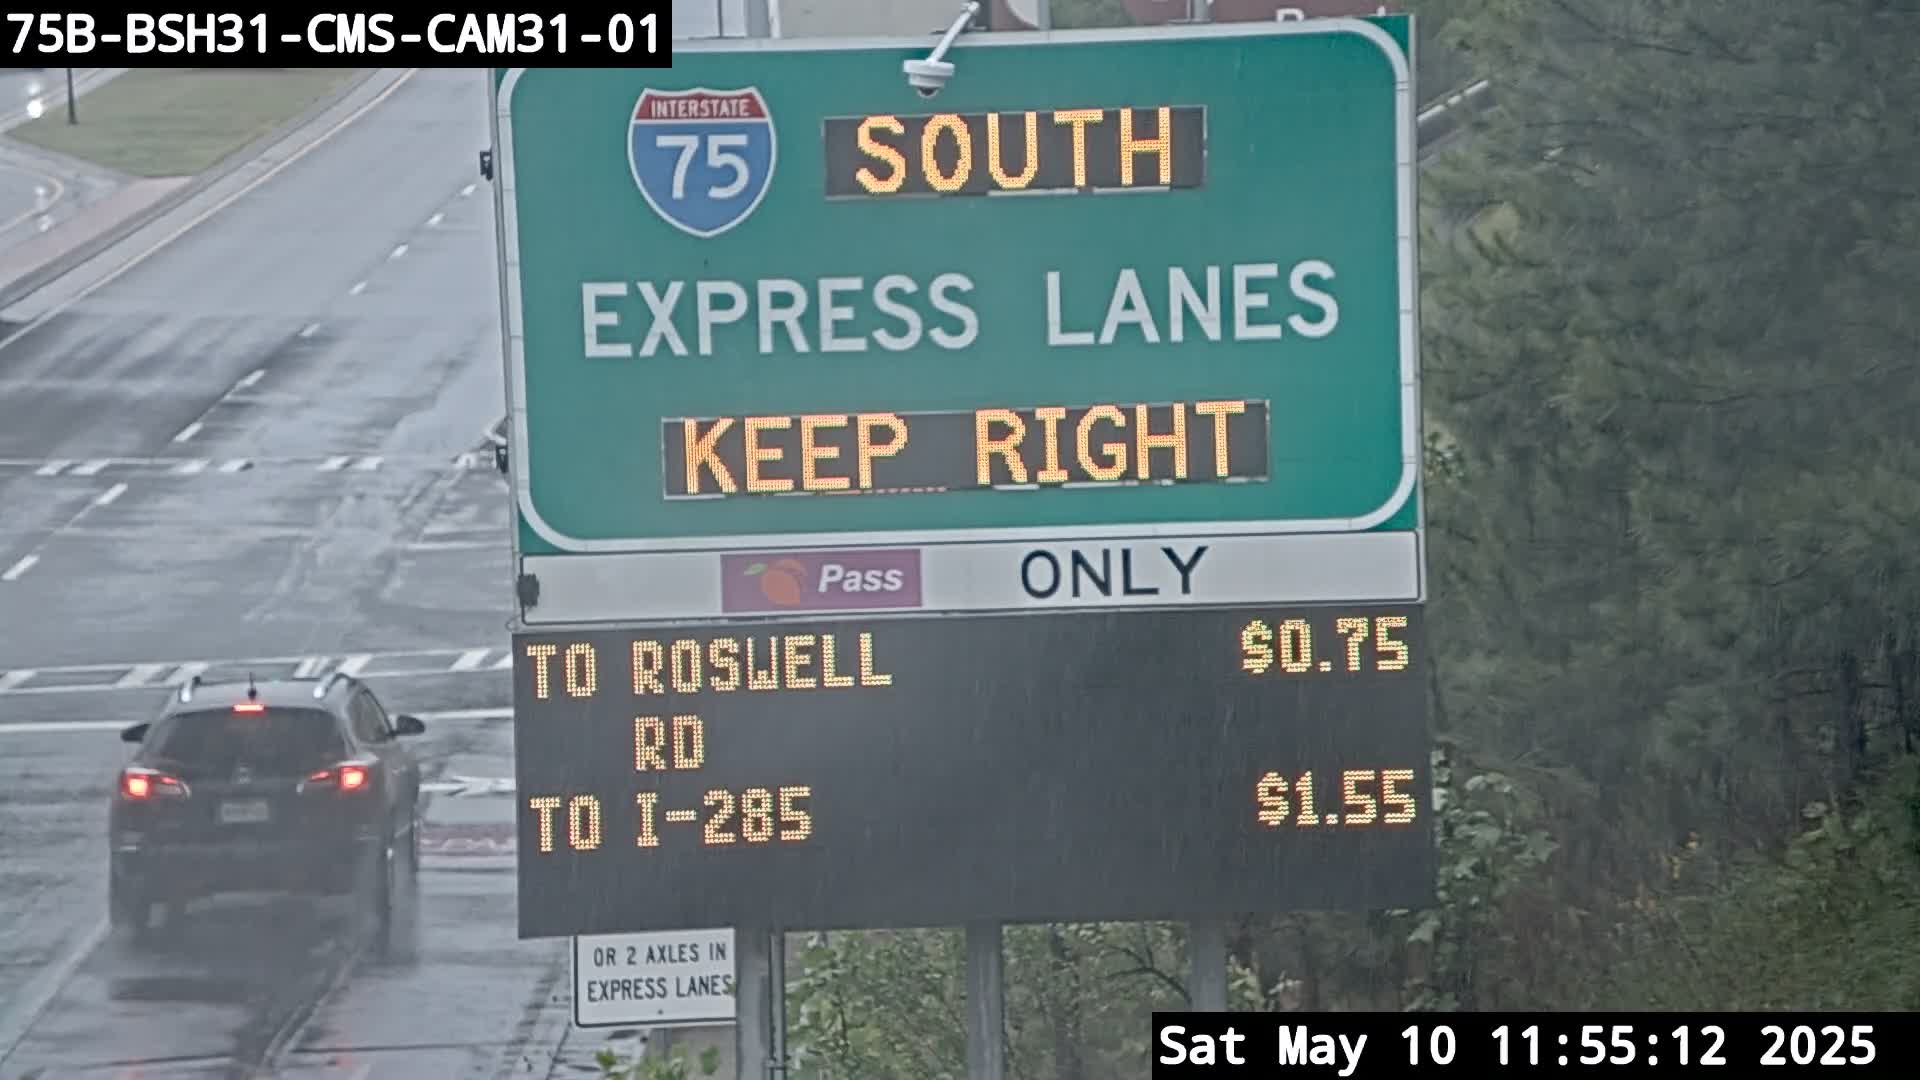 75B-BSH31-CMS-CAM31-01
INTERSTATE
75
SOUTH
EXPRESS LANES
KEEP RIGHT
Pass ONLY
TO ROSWELL $0.75
RD
TO I-285 $1.55
OR 2 AXLES IN
EXPRESS LANES
Sat May 10 11:55:12 2025